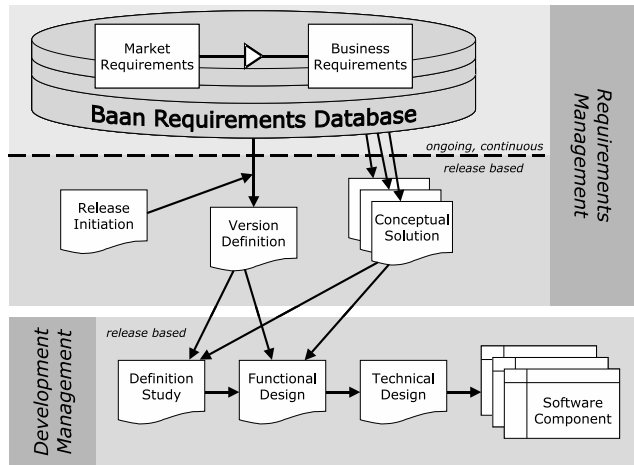 Market
Requirements
Business
Requirements
Baan Requirements Database
ongoing, continuous
release based
Requirements
Management
Release
Initiation
Version
Definition
Conceptual
Solution
Development
Management
release based
Definition
Study
Functional
Design
Technical
Design
Software
Component